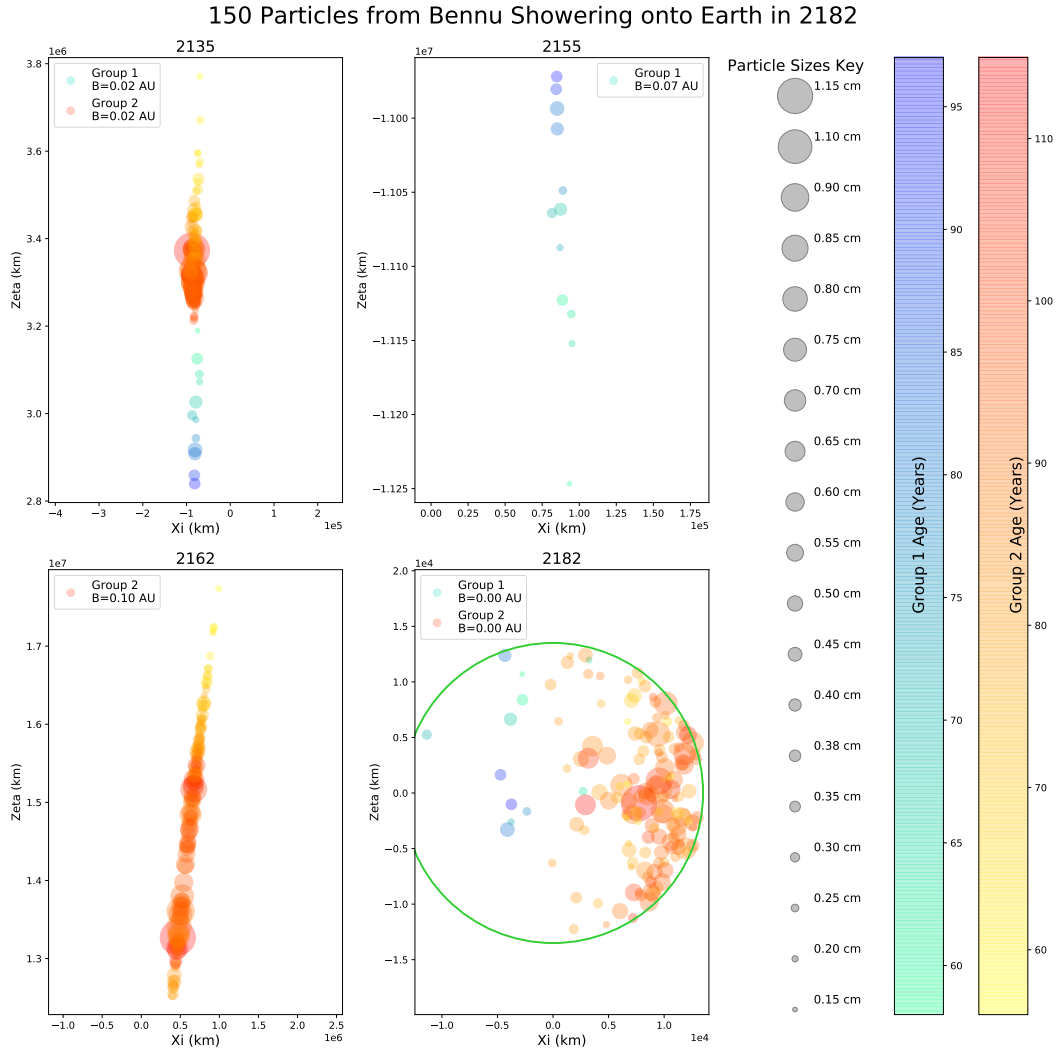 150 Particles from Bennu Showering onto Earth in 2182
2135
1e6
3.8
3.6
3.4
3.2
3.0
2.8
Zeta (km)
Group 1
B=0.02 AU
Group 2
B=0.02 AU
−4 −3 −2 −1 0 1 2
1e5
Xi (km)
2155
1e7
−1.100
−1.105
−1.110
−1.115
−1.120
−1.125
Zeta (km)
Group 1
B=0.07 AU
0.00 0.25 0.50 0.75 1.00 1.25 1.50 1.75
1e5
Xi (km)
2162
1e7
1.7
1.6
1.5
1.4
1.3
Zeta (km)
Group 2
B=0.10 AU
−1.0 −0.5 0.0 0.5 1.0 1.5 2.0 2.5
1e6
Xi (km)
2182
1e4
2.0
1.5
1.0
0.5
0.0
−0.5
−1.0
−1.5
Zeta (km)
Group 1
B=0.00 AU
Group 2
B=0.00 AU
−1.0 −0.5 0.0 0.5 1.0
1e4
Xi (km)
Particle Sizes Key
1.15 cm
1.10 cm
0.90 cm
0.85 cm
0.80 cm
0.75 cm
0.70 cm
0.65 cm
0.60 cm
0.55 cm
0.50 cm
0.45 cm
0.40 cm
0.38 cm
0.35 cm
0.30 cm
0.25 cm
0.20 cm
0.15 cm
Group 1 Age (Years)
95
90
85
80
75
70
65
60
Group 2 Age (Years)
110
100
90
80
70
60